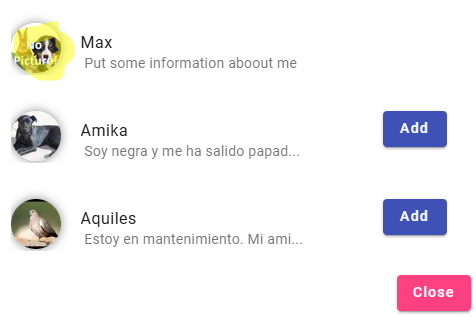 No
Picture!
Max
Put some information aboout me
Amika
Add
Soy negra y me ha salido papad...
Aquiles
Add
Estoy en mantenimiento. Mi ami...
Close